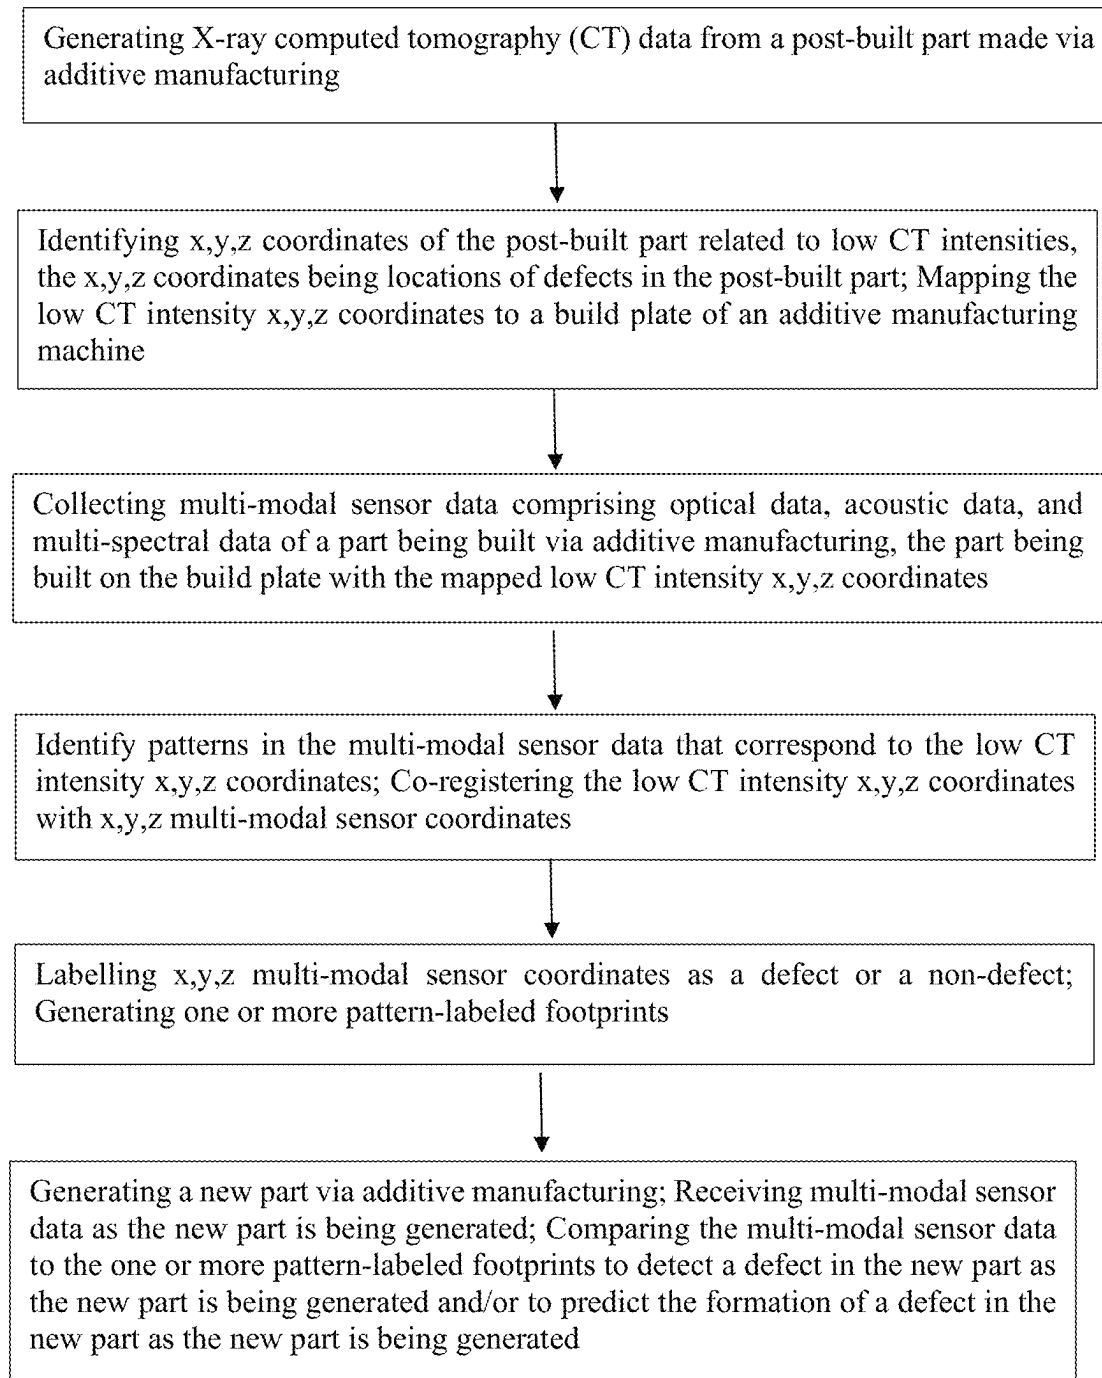 Generating X-ray computed tomography (CT) data from a post-built part made via
additive manufacturing
Identifying x,y,z coordinates of the post-built part related to low CT intensities,
the x,y,z coordinates being locations of defects in the post-built part; Mapping the
low CT intensity x,y,z coordinates to a build plate of an additive manufacturing
machine
Collecting multi-modal sensor data comprising optical data, acoustic data, and
multi-spectral data of a part being built via additive manufacturing, the part being
built on the build plate with the mapped low CT intensity x,y,z coordinates
Identify patterns in the multi-modal sensor data that correspond to the low CT
intensity x,y,z coordinates; Co-registering the low CT intensity x,y,z coordinates
with x,y,z multi-modal sensor coordinates
Labelling x,y,z multi-modal sensor coordinates as a defect or a non-defect;
Generating one or more pattern-labeled footprints
Generating a new part via additive manufacturing; Receiving multi-modal sensor
data as the new part is being generated; Comparing the multi-modal sensor data
to the one or more pattern-labeled footprints to detect a defect in the new part as
the new part is being generated and/or to predict the formation of a defect in the
new part as the new part is being generated